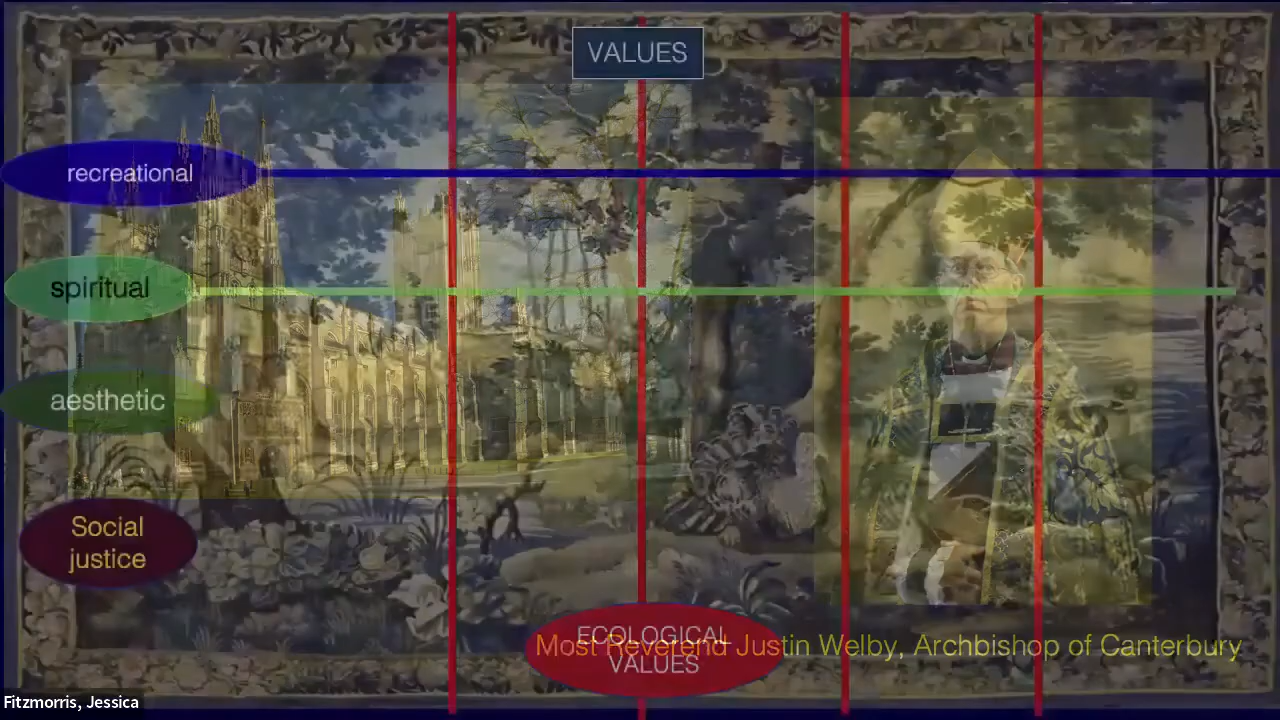 VALUES
recreational
spiritual
aesthetic
Social
justice
ECOLOGICAL
VALUES
Most Reverend Justin Welby, Archbishop of Canterbury
Fitzmorris, Jessica